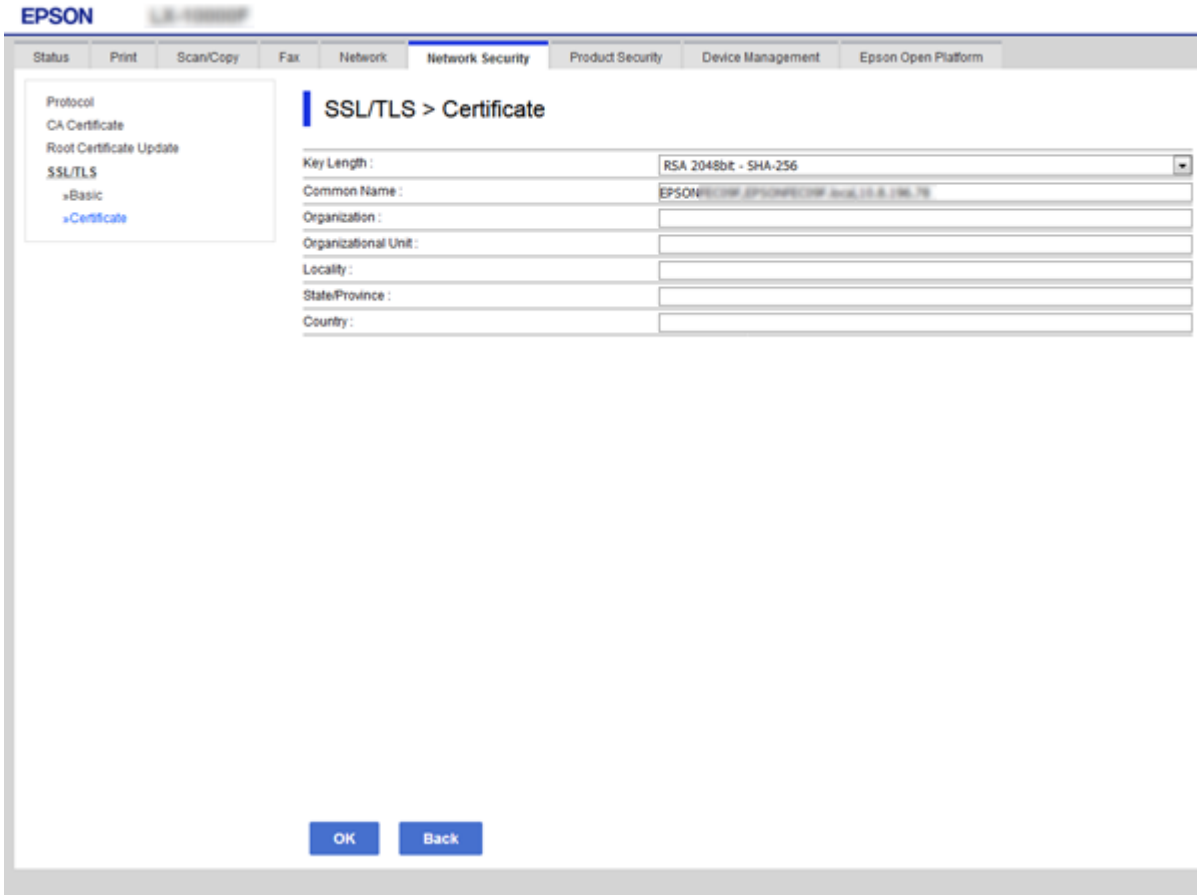 EPSON
Status Print Scan/Copy Fax Network Network Security Product Security Device Management Epson Open Platform
Protocol
CA Certificate
Root Certificate Update
SSL/TLS
»Basic
»Certificate
SSL/TLS > Certificate
Key Length : RSA 2048bit - SHA-256
Common Name : EPSON
Organization :
Organizational Unit :
Locality :
State/Province :
Country :
OK Back